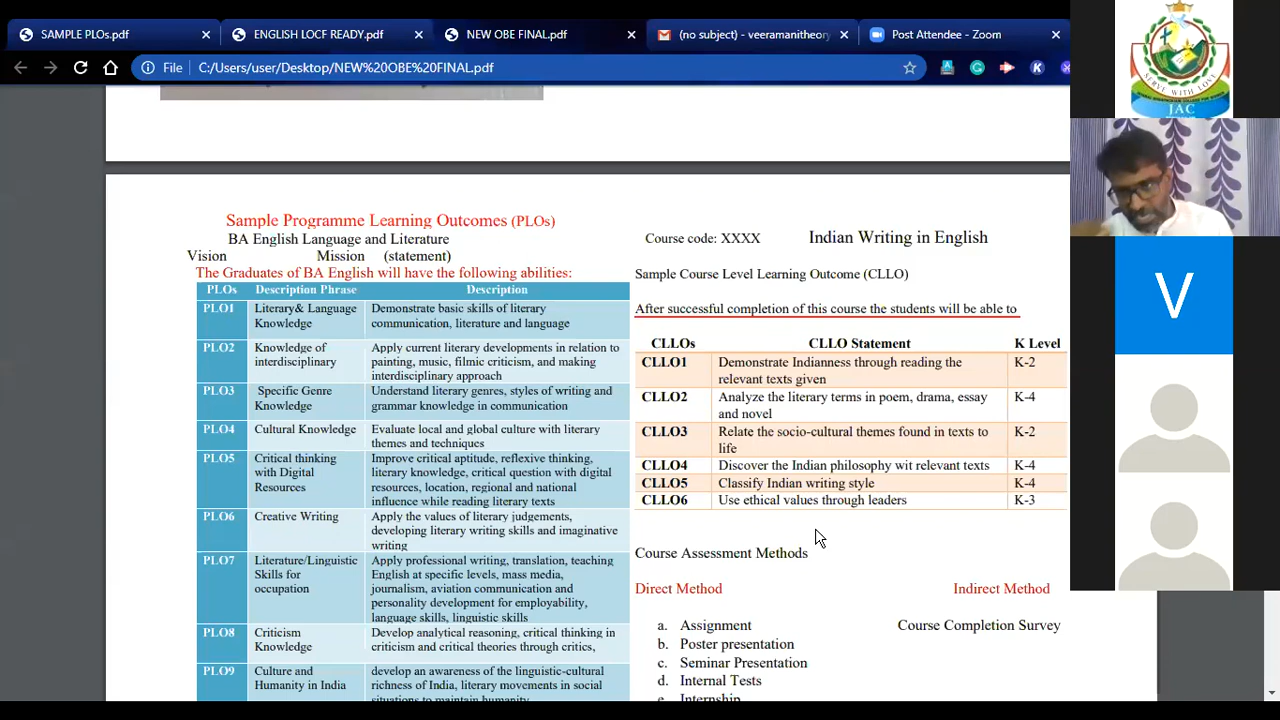 SAMPLE PLOs.pdf
ENGLISH LOCF READY.pdf
NEW OBE FINAL.pdf
(no subject) - veeramanitheory
Post Attendee - Zoom
File
C:/Users/user/Desktop/NEW%20OBE%20FINAL.pdf
SERVE WITH LOVE
JAC
Sample Programme Learning Outcomes (PLOs)
BA English Language and Literature
Vision Mission (statement)
The Graduates of BA English will have the following abilities:
PLOs Description Phrase Description
PLO1 Literary& Language Demonstrate basic skills of literary
Knowledge communication, literature and language
PLO2 Knowledge of Apply current literary developments in relation to
interdisciplinary painting, music, filmic criticism, and making
interdisciplinary approach
PLO3 Specific Genre Understand literary genres, styles of writing and
Knowledge grammar knowledge in communication
PLO4 Cultural Knowledge Evaluate local and global culture with literary
themes and techniques
PLO5 Critical thinking Improve critical aptitude, reflexive thinking,
with Digital literary knowledge, critical question with digital
Resources resources, location, regional and national
influence while reading literary texts
PLO6 Creative Writing Apply the values of literary judgements,
developing literary writing skills and imaginative
writing
PLO7 Literature/Linguistic Apply professional writing, translation, teaching
Skills for English at specific levels, mass media,
occupation journalism, aviation communication and
personality development for employability,
language skills, linguistic skills
PLO8 Criticism Develop analytical reasoning, critical thinking in
Knowledge criticism and critical theories through critics,
PLO9 Culture and develop an awareness of the linguistic-cultural
Humanity in India richness of India, literary movements in social
situations to maintain humanity
Course code: XXXX Indian Writing in English
Sample Course Level Learning Outcome (CLLO)
After successful completion of this course the students will be able to
CLLOs CLLO Statement K Level
CLLO1 Demonstrate Indianness through reading the K-2
relevant texts given
CLLO2 Analyze the literary terms in poem, drama, essay K-4
and novel
CLLO3 Relate the socio-cultural themes found in texts to K-2
life
CLLO4 Discover the Indian philosophy wit relevant texts K-4
CLLO5 Classify Indian writing style K-4
CLLO6 Use ethical values through leaders K-3
Course Assessment Methods
Direct Method Indirect Method
a. Assignment Course Completion Survey
b. Poster presentation
c. Seminar Presentation
d. Internal Tests
e. Internship
V